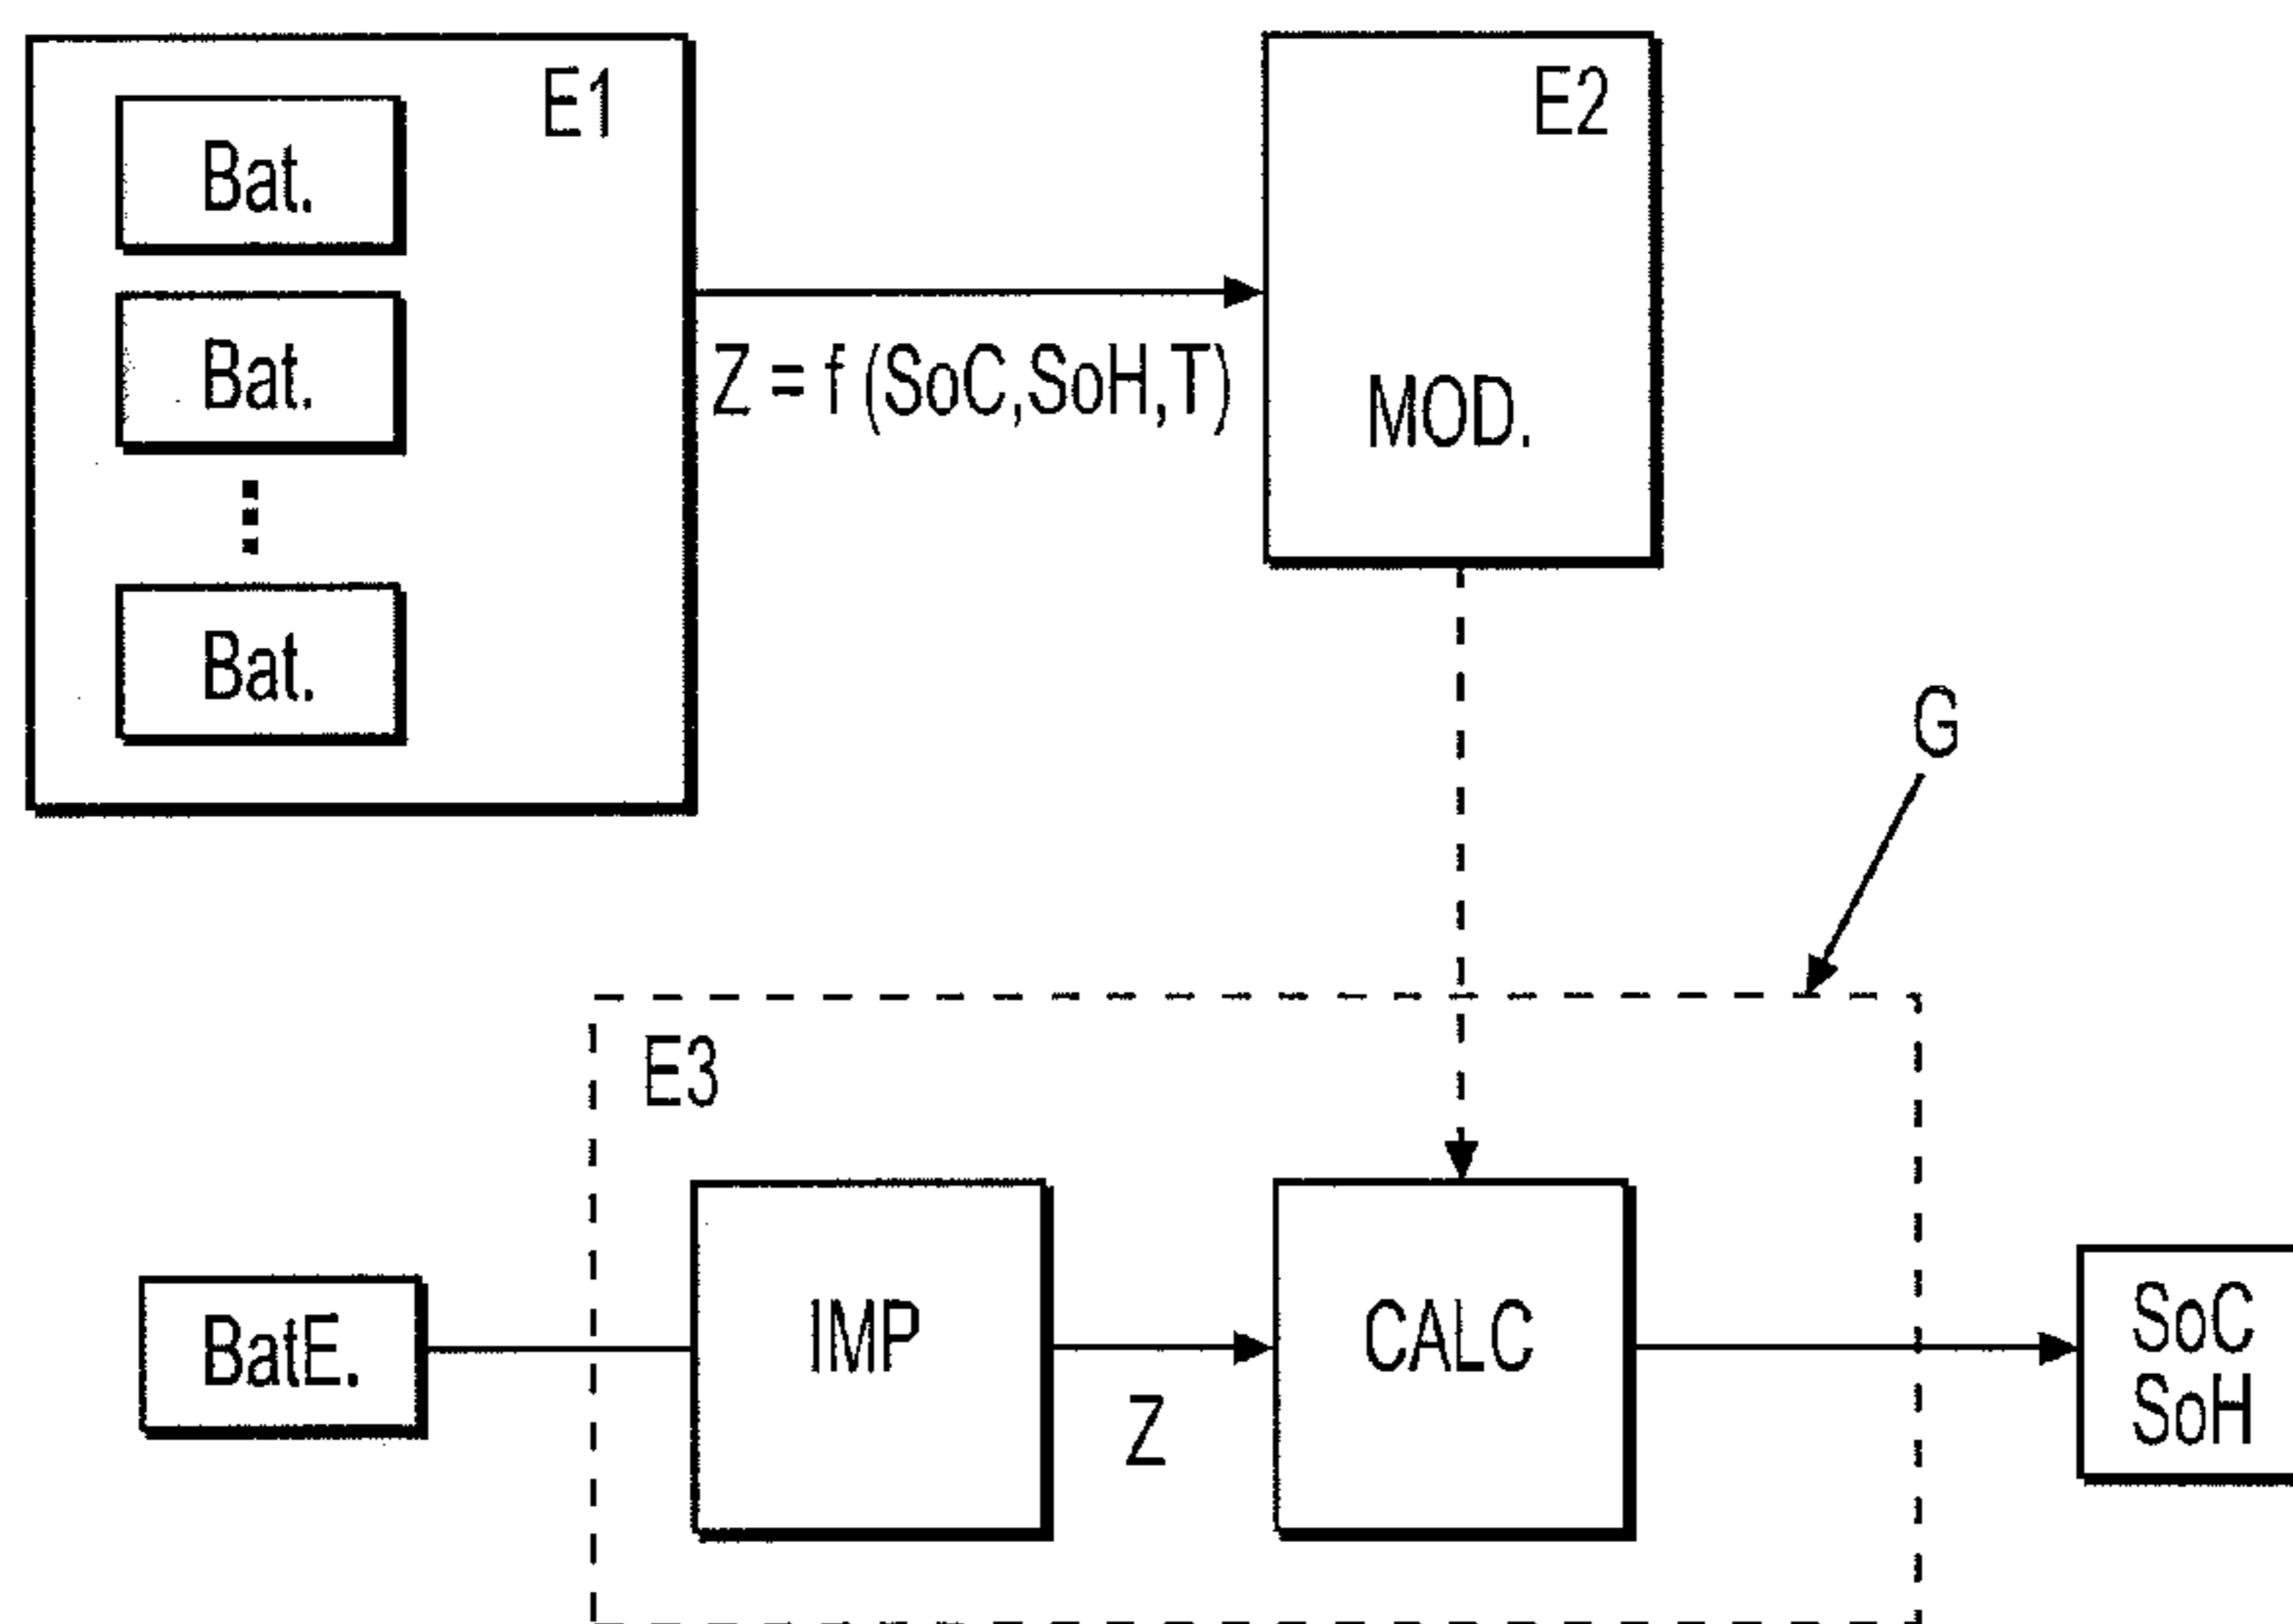 E1
Bat.
Bat.
Bat.
Z = f (SoC,SoH,T)
E2
MOD.
G
E3
BatE.
IMP
Z
CALC
SoC
SoH